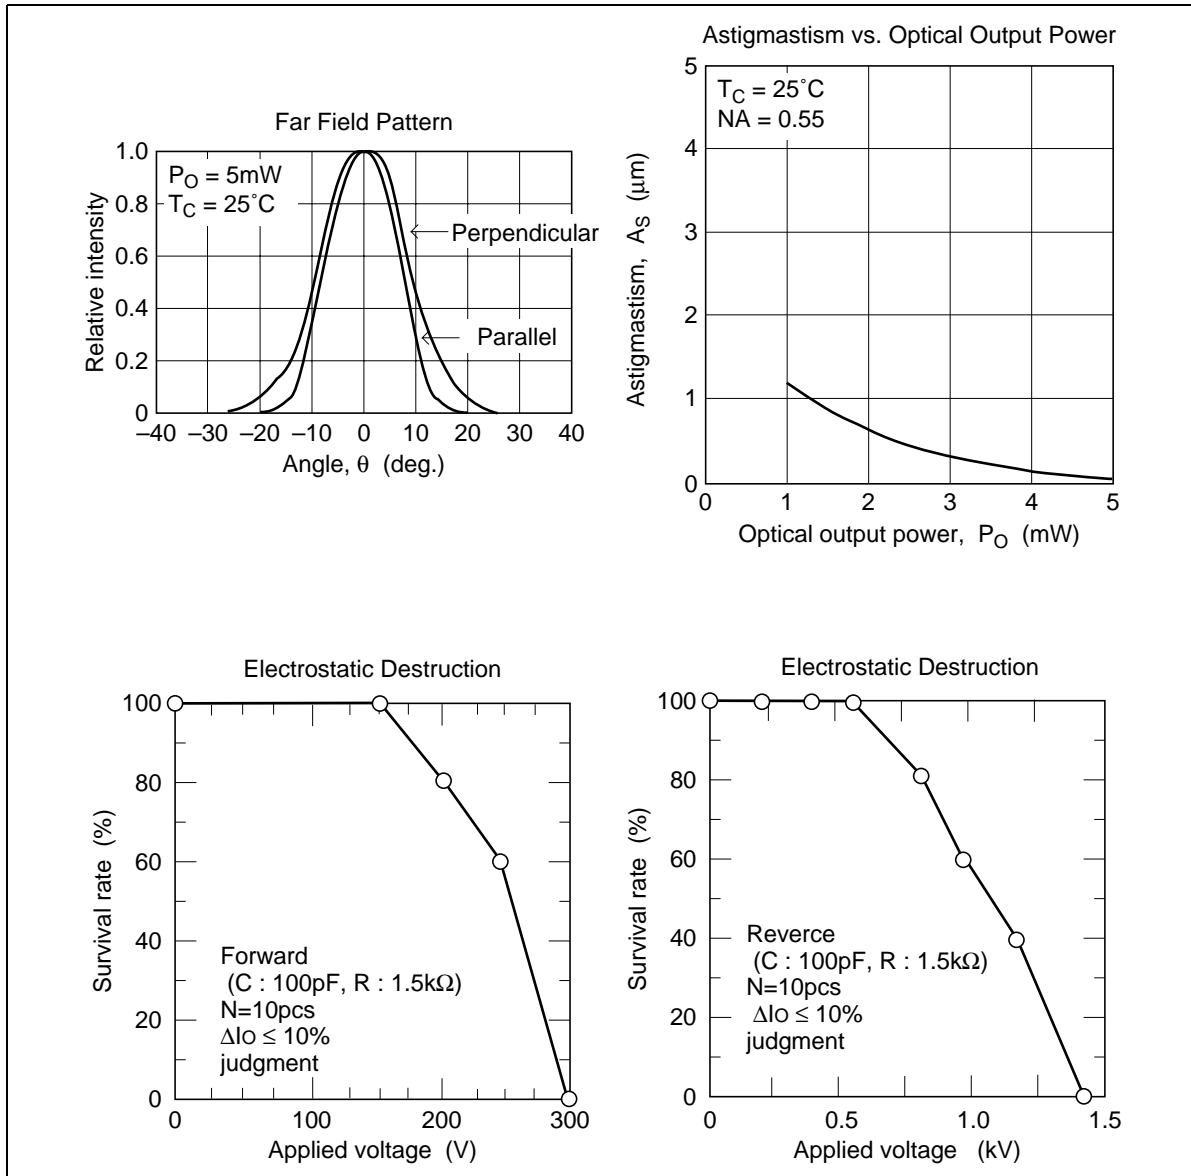 Far Field Pattern
1.0
0.8
0.6
0.4
0.2
0
Relative intensity
P_O = 5mW
T_C = 25˚C
Perpendicular
Parallel
–40 –30 –20 –10 0 10 20 30 40
Angle, θ (deg.)
Astigmastism vs. Optical Output Power
5
4
3
2
1
0
Astigmastism, A_S (μm)
T_C = 25˚C
NA = 0.55
0 1 2 3 4 5
Optical output power, P_O (mW)
Electrostatic Destruction
100
80
60
40
20
0
Survival rate (%)
Forward
(C : 100pF, R : 1.5kΩ)
N=10pcs
ΔIO ≤ 10%
judgment
0 100 200 300
Applied voltage (V)
Electrostatic Destruction
100
80
60
40
20
0
Survival rate (%)
Reverce
(C : 100pF, R : 1.5kΩ)
N=10pcs
ΔIO ≤ 10%
judgment
0 0.5 1.0 1.5
Applied voltage (kV)